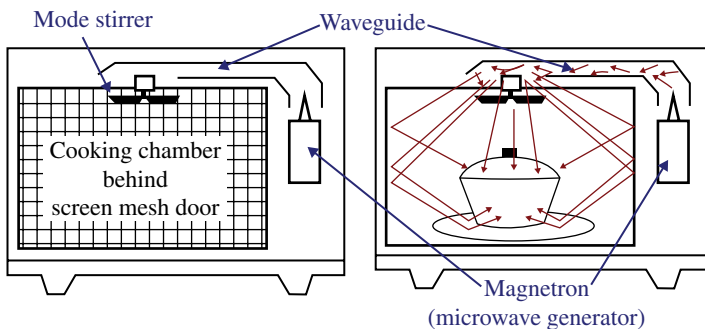 Mode stirrer
Waveguide
Cooking chamber
behind
screen mesh door
Magnetron
(microwave generator)